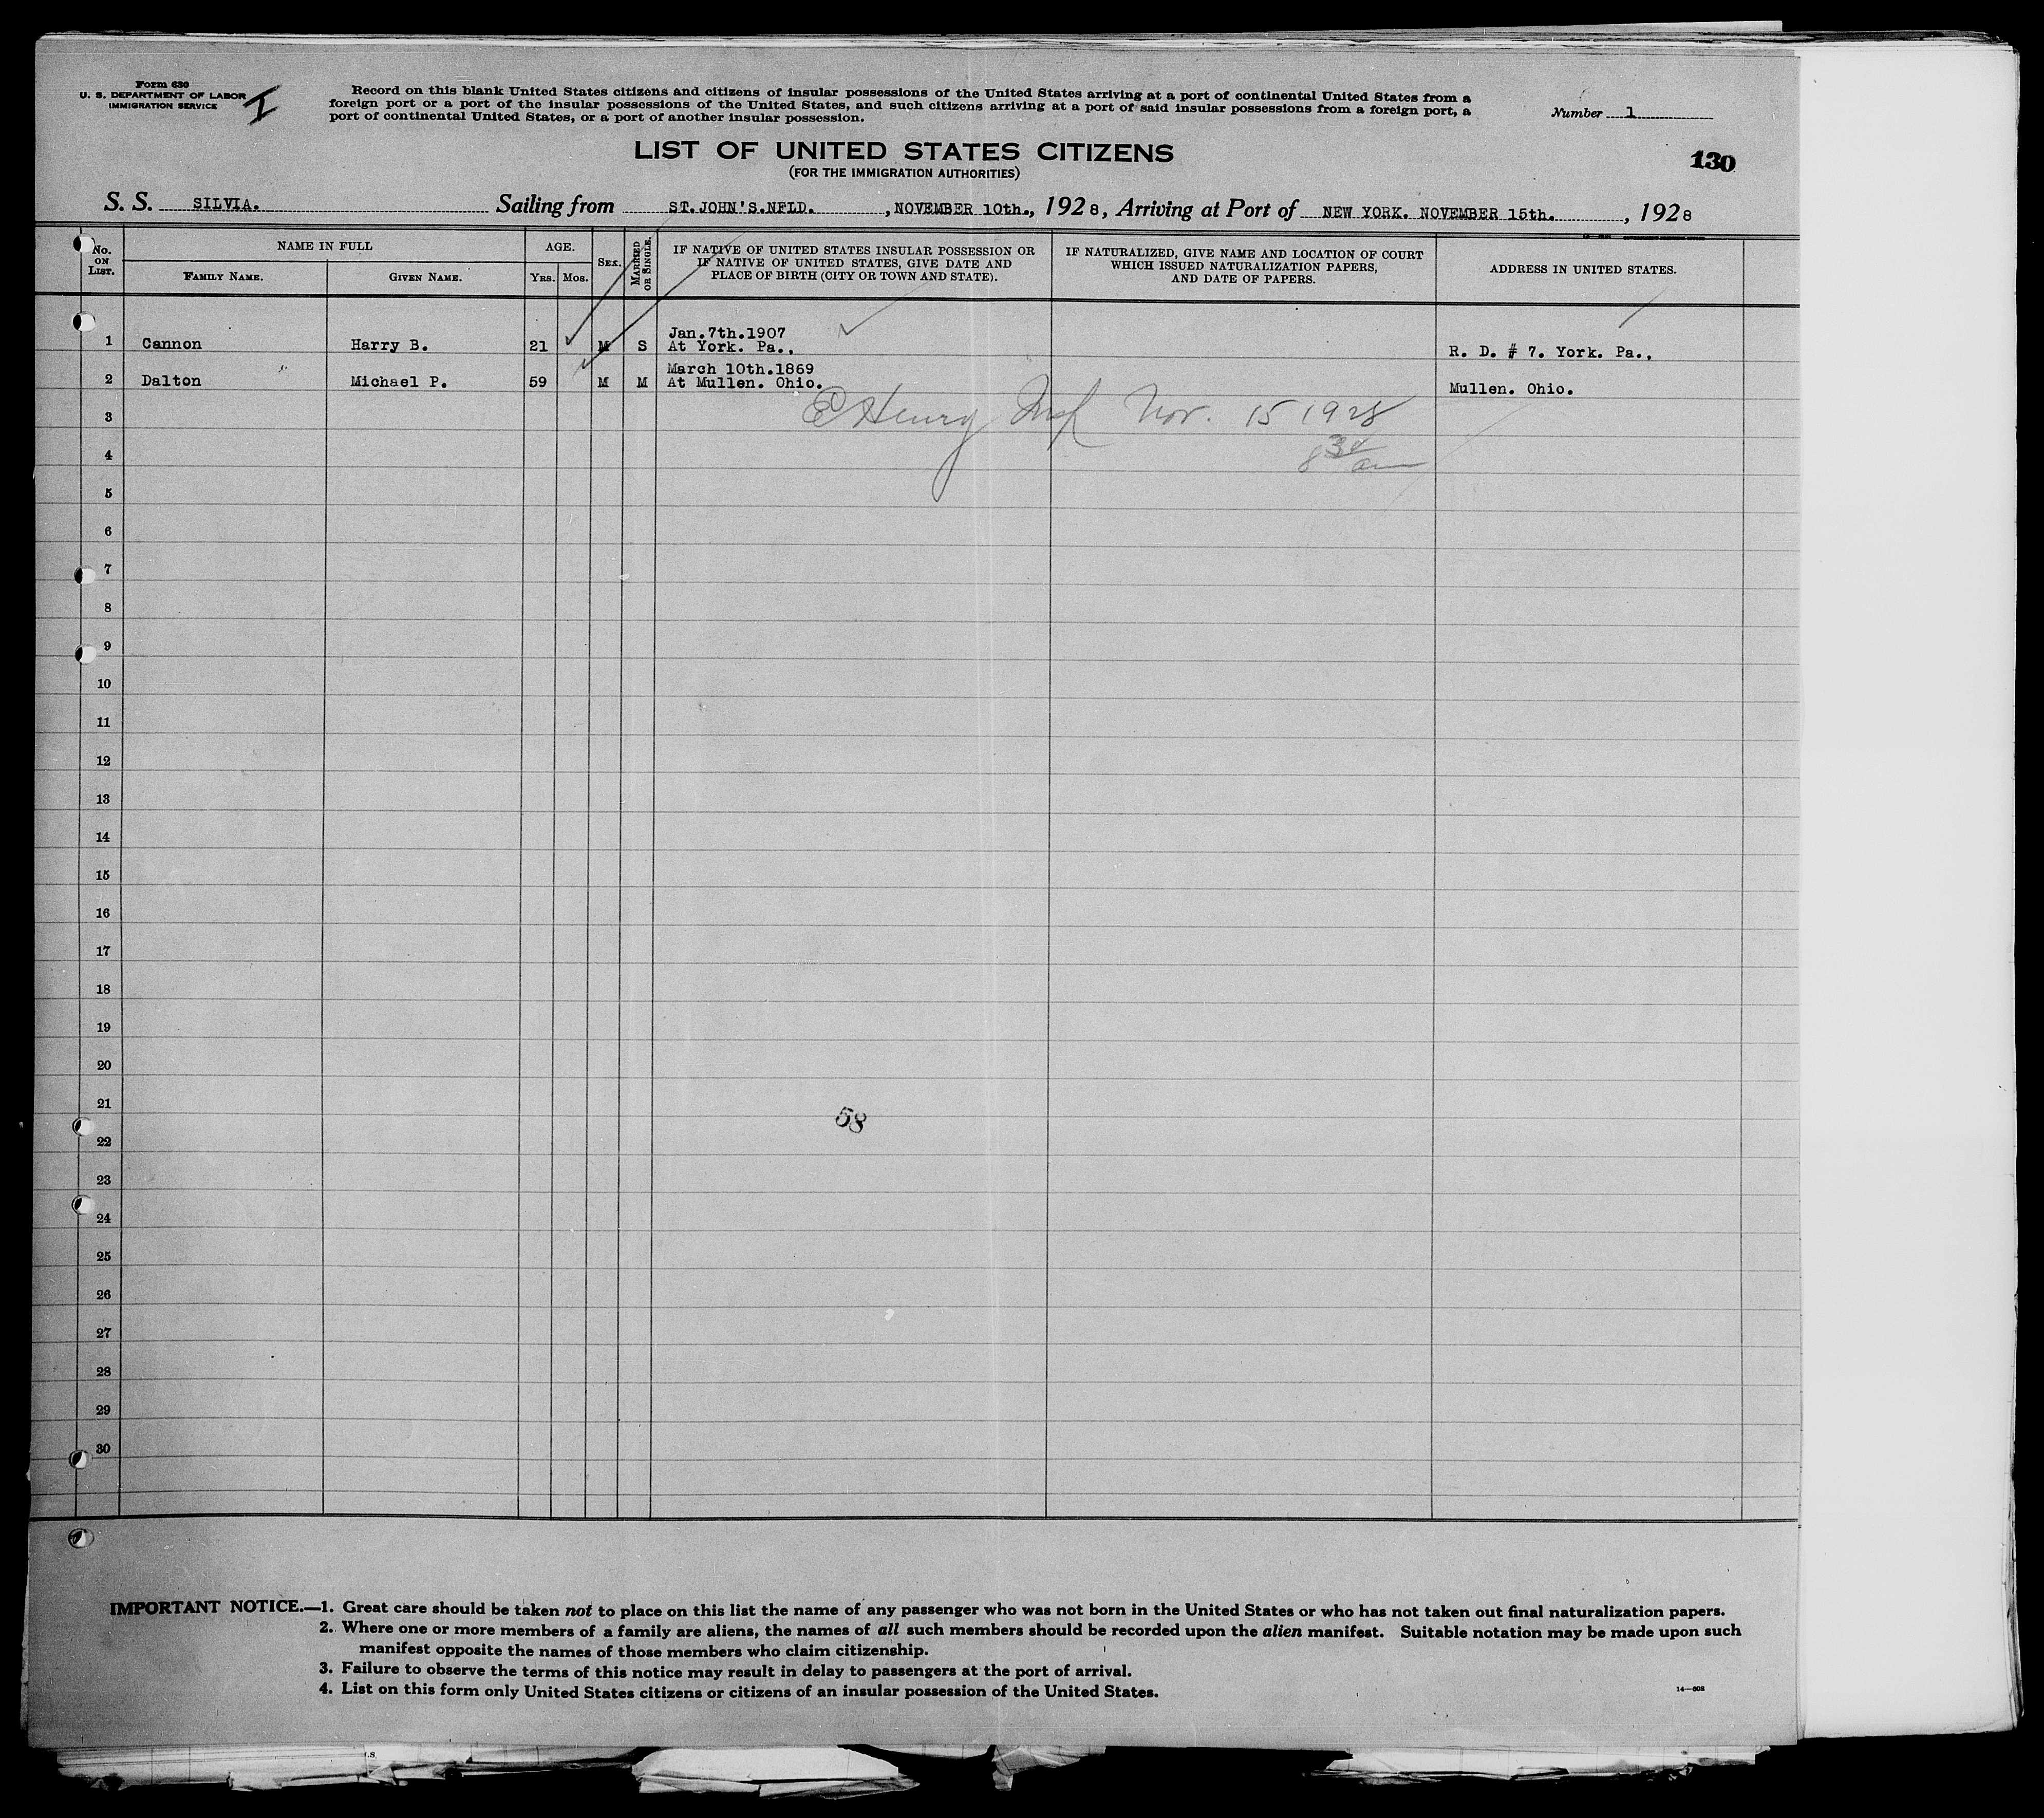 Form 630
U. S. DEPARTMENT OF LABOR
IMMIGRATION SERVICE
I
Record on this blank United States citizens and citizens of insular possessions of the United States arriving at a port of continental United States from a
foreign port or a port of the insular possessions of the United States, and such citizens arriving at a port of said insular possessions from a foreign port, a
port of continental United States, or a port of another insular possession.
Number 1
LIST OF UNITED STATES CITIZENS
(FOR THE IMMIGRATION AUTHORITIES)
130
S. S. SILVIA. Sailing from ST.JOHN'S.NFLD. , NOVEMBER 10th., 1928, Arriving at Port of NEW YORK. NOVEMBER 15th. , 1928
No. ON LIST. NAME IN FULL AGE. SEX. MARRIED OR SINGLE. IF NATIVE OF UNITED STATES INSULAR POSSESSION OR IF NATIVE OF UNITED STATES, GIVE DATE AND PLACE OF BIRTH (CITY OR TOWN AND STATE). IF NATURALIZED, GIVE NAME AND LOCATION OF COURT WHICH ISSUED NATURALIZATION PAPERS, AND DATE OF PAPERS. ADDRESS IN UNITED STATES.
FAMILY NAME. GIVEN NAME. YRS. MOS.
1 Cannon Harry B. 21 M S Jan.7th.1907 At York. Pa., R. D. # 7. York. Pa.,
2 Dalton Michael P. 59 M M March 10th.1869 At Mullen. Ohio. Mullen. Ohio.
3 E Henry Insp Nov. 15 1928
4 8 30 am
5
6
7
8
9
10
11
12
13
14
15
16
17
18
19
20
21
58
22
23
24
25
26
27
28
29
30
IMPORTANT NOTICE.—1. Great care should be taken not to place on this list the name of any passenger who was not born in the United States or who has not taken out final naturalization papers.
2. Where one or more members of a family are aliens, the names of all such members should be recorded upon the alien manifest. Suitable notation may be made upon such
manifest opposite the names of those members who claim citizenship.
3. Failure to observe the terms of this notice may result in delay to passengers at the port of arrival.
4. List on this form only United States citizens or citizens of an insular possession of the United States.
14—608